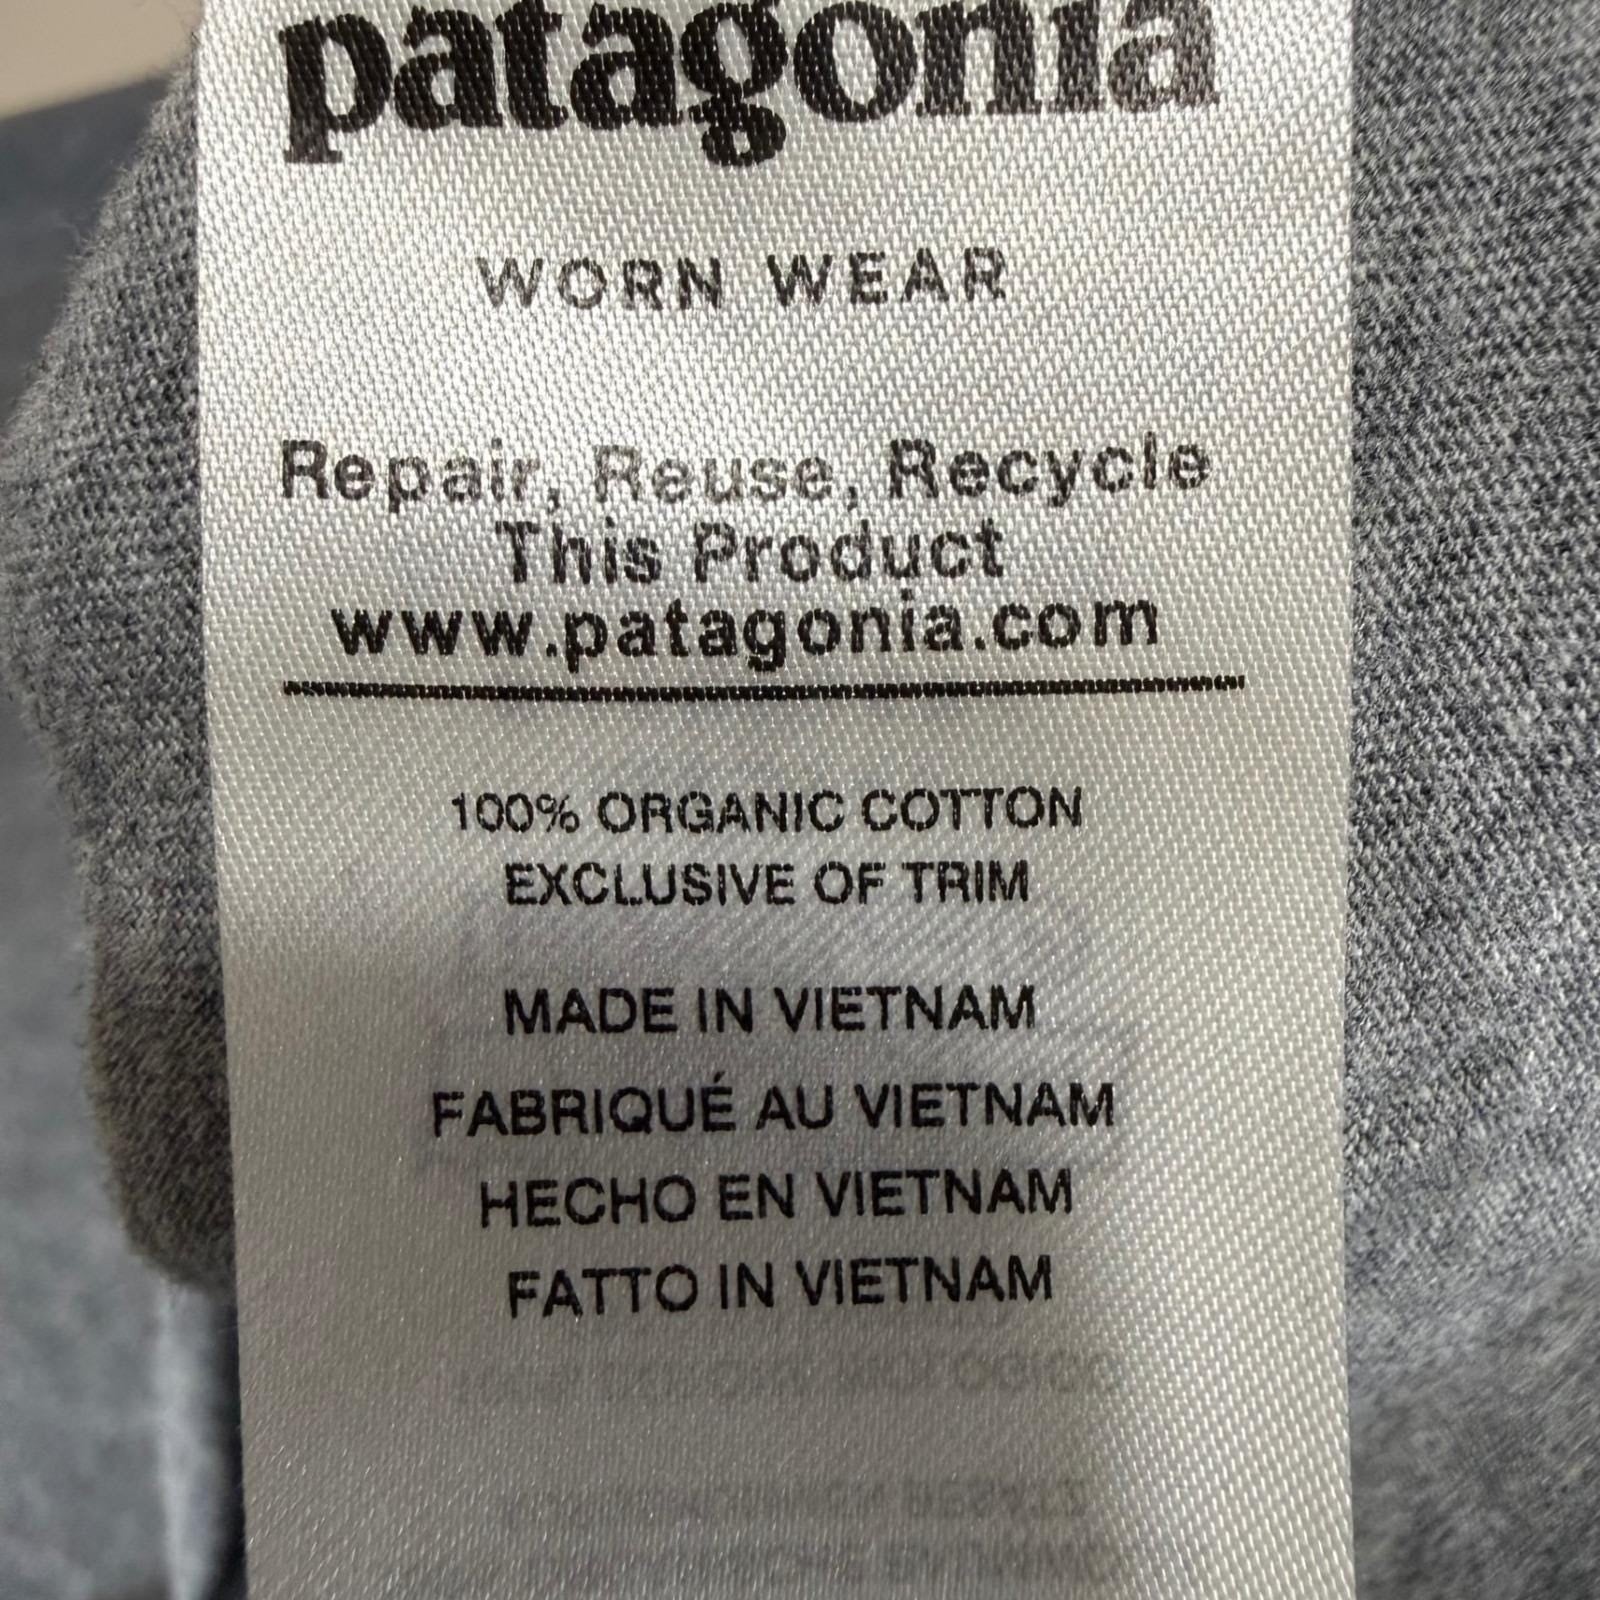 patagonia
WORN WEAR
Repair, Reuse, Recycle
This Product
www.patagonia.com
100% ORGANIC COTTON
EXCLUSIVE OF TRIM
MADE IN VIETNAM
FABRIQUÉ AU VIETNAM
HECHO EN VIETNAM
FATTO IN VIETNAM